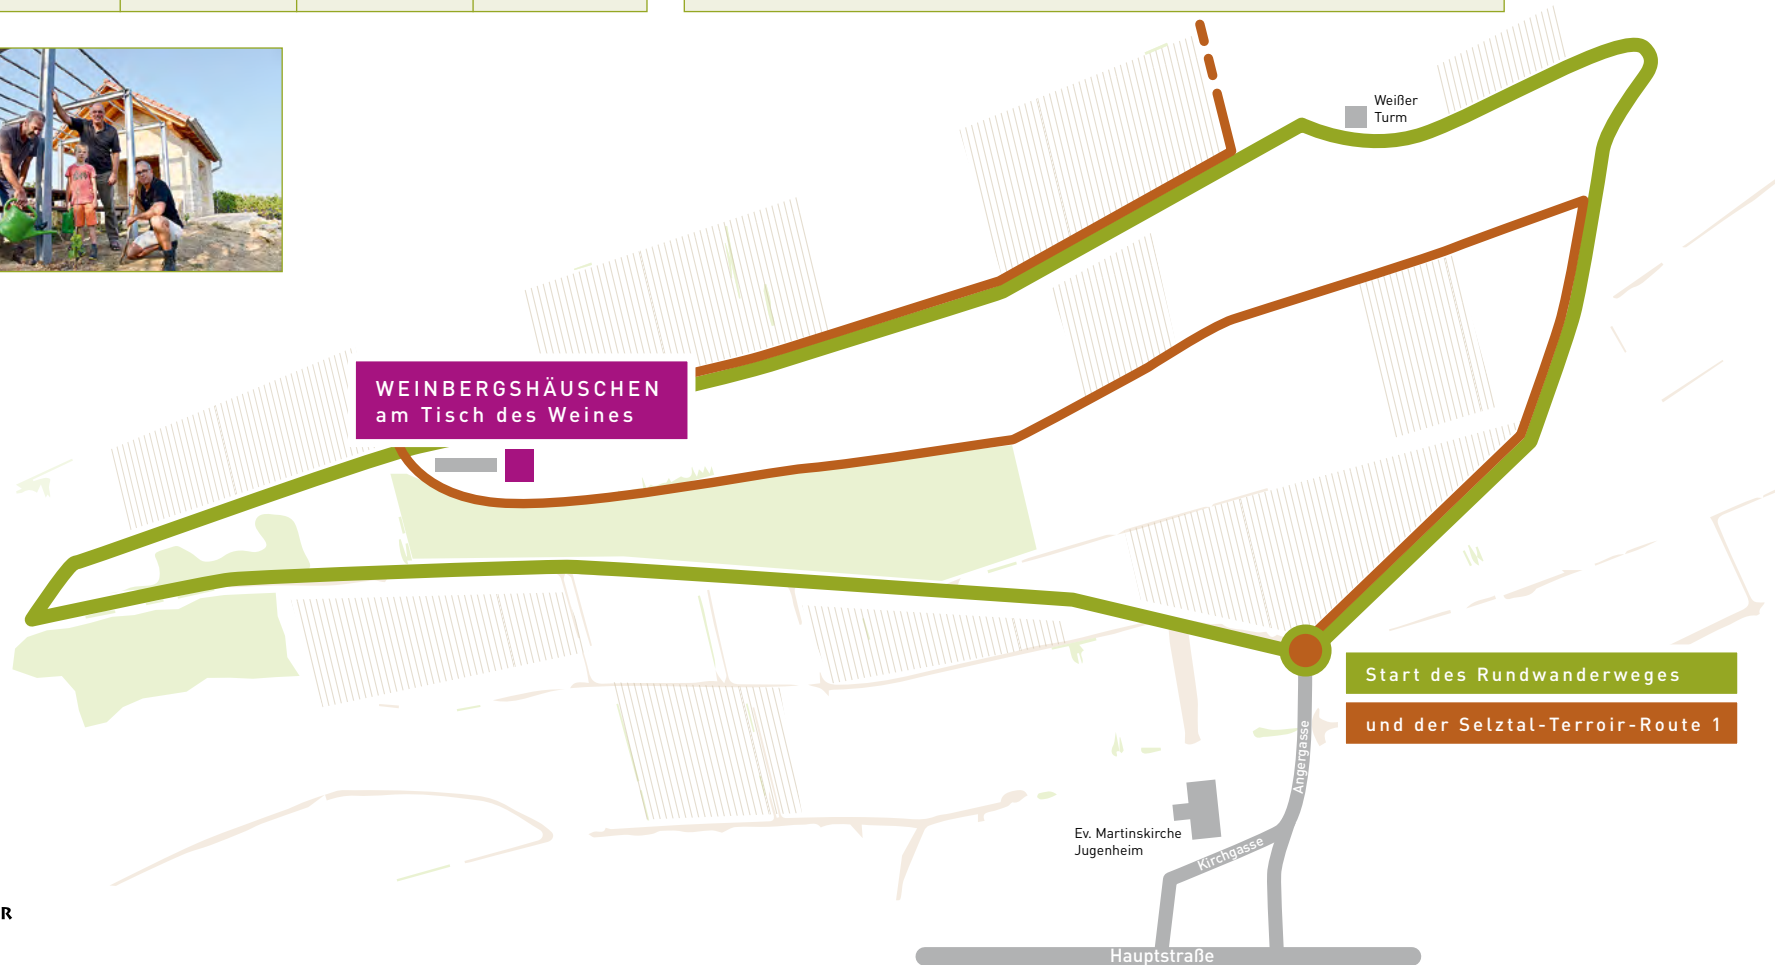 Weißer
Turm
WEINBERGSHÄUSCHEN
am Tisch des Weines
Start des Rundwanderweges
und der Selztal-Terroir-Route 1
Angergasse
Ev. Martinskirche
Jugenheim
Kirchgasse
R
Hauptstraße